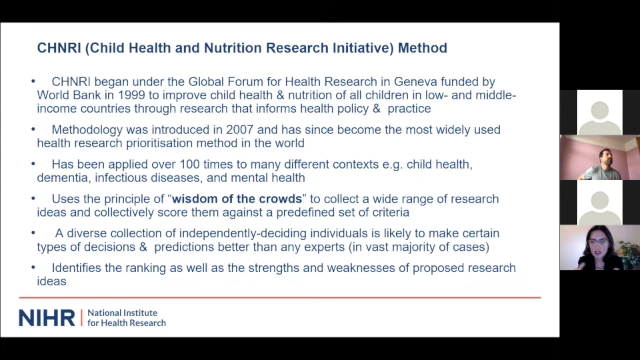 CHNRI (Child Health and Nutrition Research Initiative) Method
• CHNRI began under the Global Forum for Health Research in Geneva funded by
World Bank in 1999 to improve child health & nutrition of all children in low- and middle-
income countries through research that informs health policy & practice
• Methodology was introduced in 2007 and has since become the most widely used
health research prioritisation method in the world
• Has been applied over 100 times to many different contexts e.g. child health,
dementia, infectious diseases, and mental health
• Uses the principle of “wisdom of the crowds” to collect a wide range of research
ideas and collectively score them against a predefined set of criteria
• A diverse collection of independently-deciding individuals is likely to make certain
types of decisions & predictions better than any experts (in vast majority of cases)
• Identifies the ranking as well as the strengths and weaknesses of proposed research
ideas
NIHR | National Institute
for Health Research